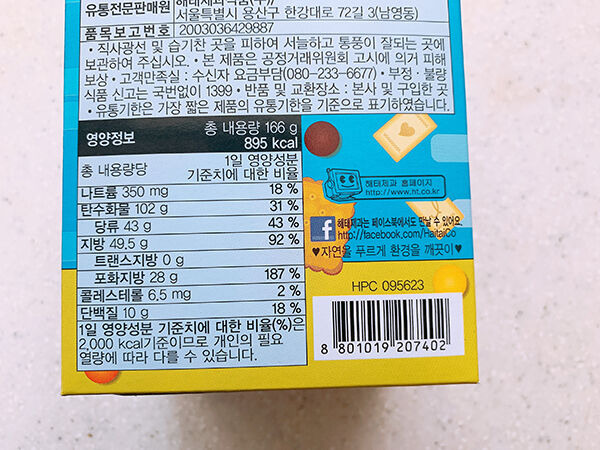 유통전문판매원 해태제과식품(주)/
서울특별시 용산구 한강대로 72길 3(남영동)
품목보고번호 2003036429887
• 직사광선 및 습기찬 곳을 피하여 서늘하고 통풍이 잘되는 곳에
보관하여 주십시오. • 본 제품은 공정거래위원회 고시에 의거 피해
보상 • 고객만족실 : 수신자 요금부담(080-233-6677) • 부정·불량
식품 신고는 국번없이 1399 • 반품 및 교환장소 : 본사 및 구입한 곳
• 유통기한은 가장 짧은 제품의 유통기한을 기준으로 표기하였습니다.
영양정보 총 내용량 166 g
895 kcal
총 내용량당 1일 영양성분
기준치에 대한 비율
나트륨 350 mg 18 %
탄수화물 102 g 31 %
당류 43 g 43 %
지방 49.5 g 92 %
트랜스지방 0 g
포화지방 28 g 187 %
콜레스테롤 6.5 mg 2 %
단백질 10 g 18 %
1일 영양성분 기준치에 대한 비율(%)은
2,000 kcal기준이므로 개인의 필요
열량에 따라 다를 수 있습니다.
해태제과 홈페이지
http://www.ht.co.kr
f 해태제과는 페이스북에서도 만날 수 있어요.
http://facebook.com/HaitaiCo
♥자연을 푸르게 환경을 깨끗이♥
HPC 095623
8 801019 207402